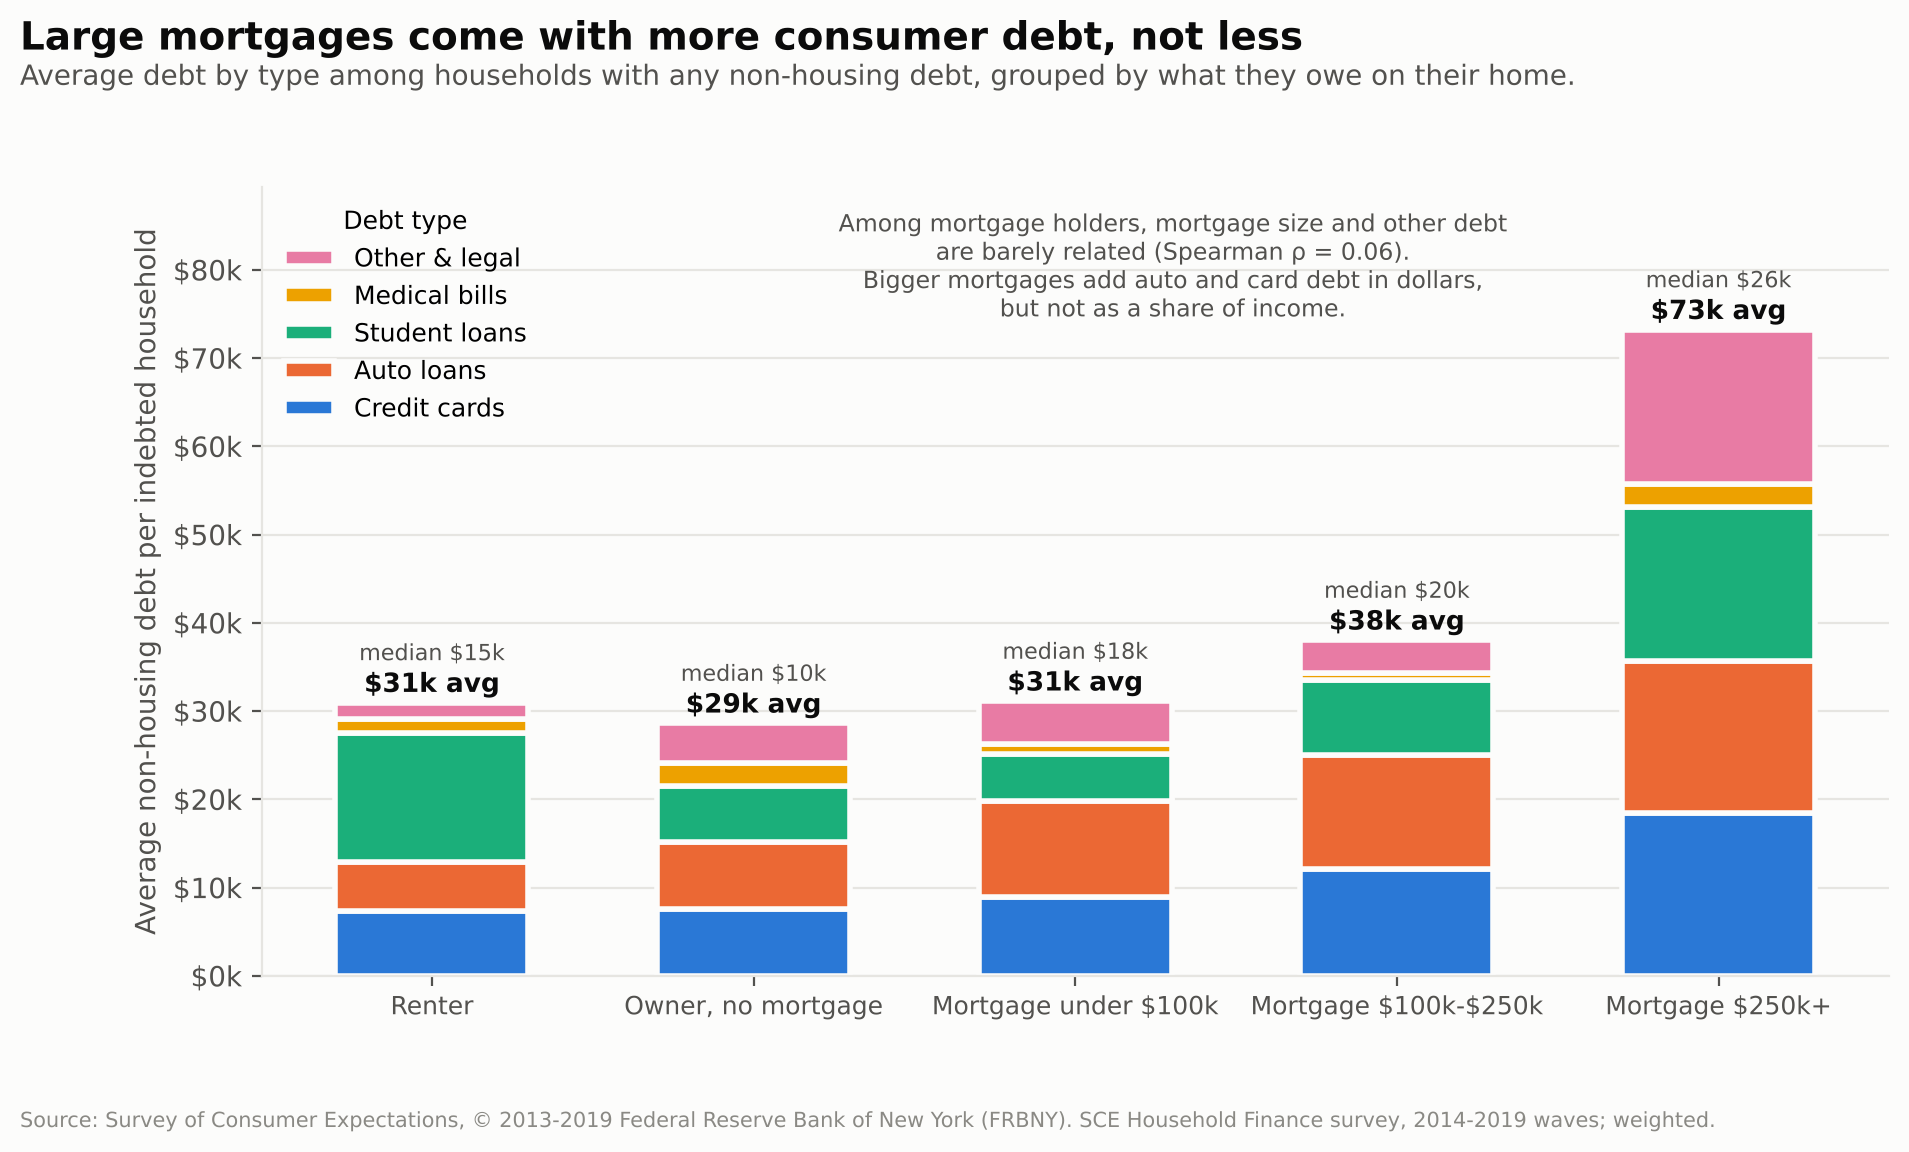 Large mortgages come with more consumer debt, not less
Average debt by type among households with any non-housing debt, grouped by what they owe on their home.
Average non-housing debt per indebted household
$80k
$70k
$60k
$50k
$40k
$30k
$20k
$10k
$0k
Debt type
Other & legal
Medical bills
Student loans
Auto loans
Credit cards
Among mortgage holders, mortgage size and other debt
are barely related (Spearman ρ = 0.06).
Bigger mortgages add auto and card debt in dollars,
but not as a share of income.
median $15k
$31k avg
median $10k
$29k avg
median $18k
$31k avg
median $20k
$38k avg
median $26k
$73k avg
Renter
Owner, no mortgage
Mortgage under $100k
Mortgage $100k-$250k
Mortgage $250k+
Source: Survey of Consumer Expectations, © 2013-2019 Federal Reserve Bank of New York (FRBNY). SCE Household Finance survey, 2014-2019 waves; weighted.